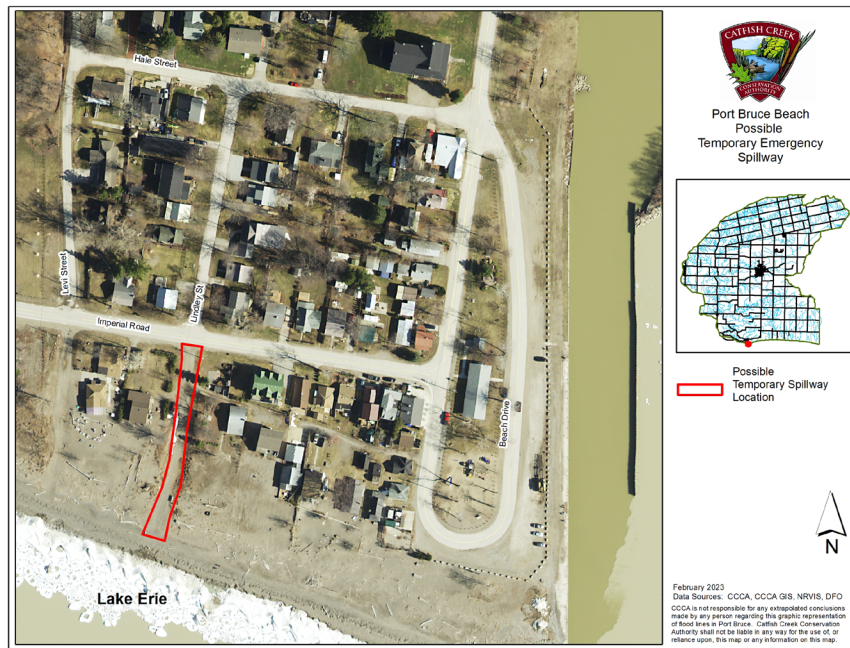 CATFISH CREEK
CONSERVATION
AUTHORITY
Port Bruce Beach
Possible
Temporary Emergency
Spillway
Hale Street
Levi Street
Lindley St
Imperial Road
Beach Drive
Lake Erie
Possible
Temporary Spillway
Location
N
February 2023
Data Sources: CCCA, CCCA GIS, NRVIS, DFO
CCCA is not responsible for any extrapolated conclusions
made by any person regarding this graphic representation
of flood lines in Port Bruce. Catfish Creek Conservation
Authority shall not be liable in any way for the use of, or
reliance upon, this map or any information on this map.